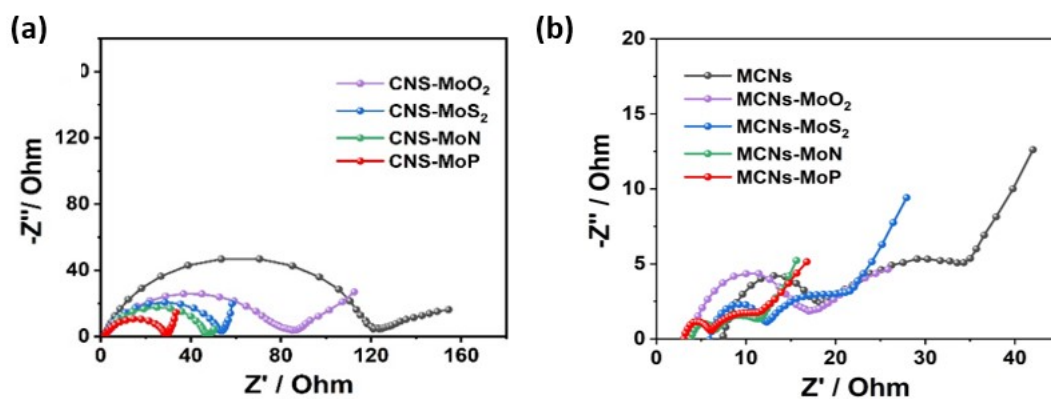 (a)
0
120
80
40
0
0 40 80 120 160
-Z"/ Ohm
Z' / Ohm
CNS-MoO₂
CNS-MoS₂
CNS-MoN
CNS-MoP
(b)
20
15
10
5
0
0 10 20 30 40
-Z"/ Ohm
Z' / Ohm
MCNs
MCNs-MoO₂
MCNs-MoS₂
MCNs-MoN
MCNs-MoP